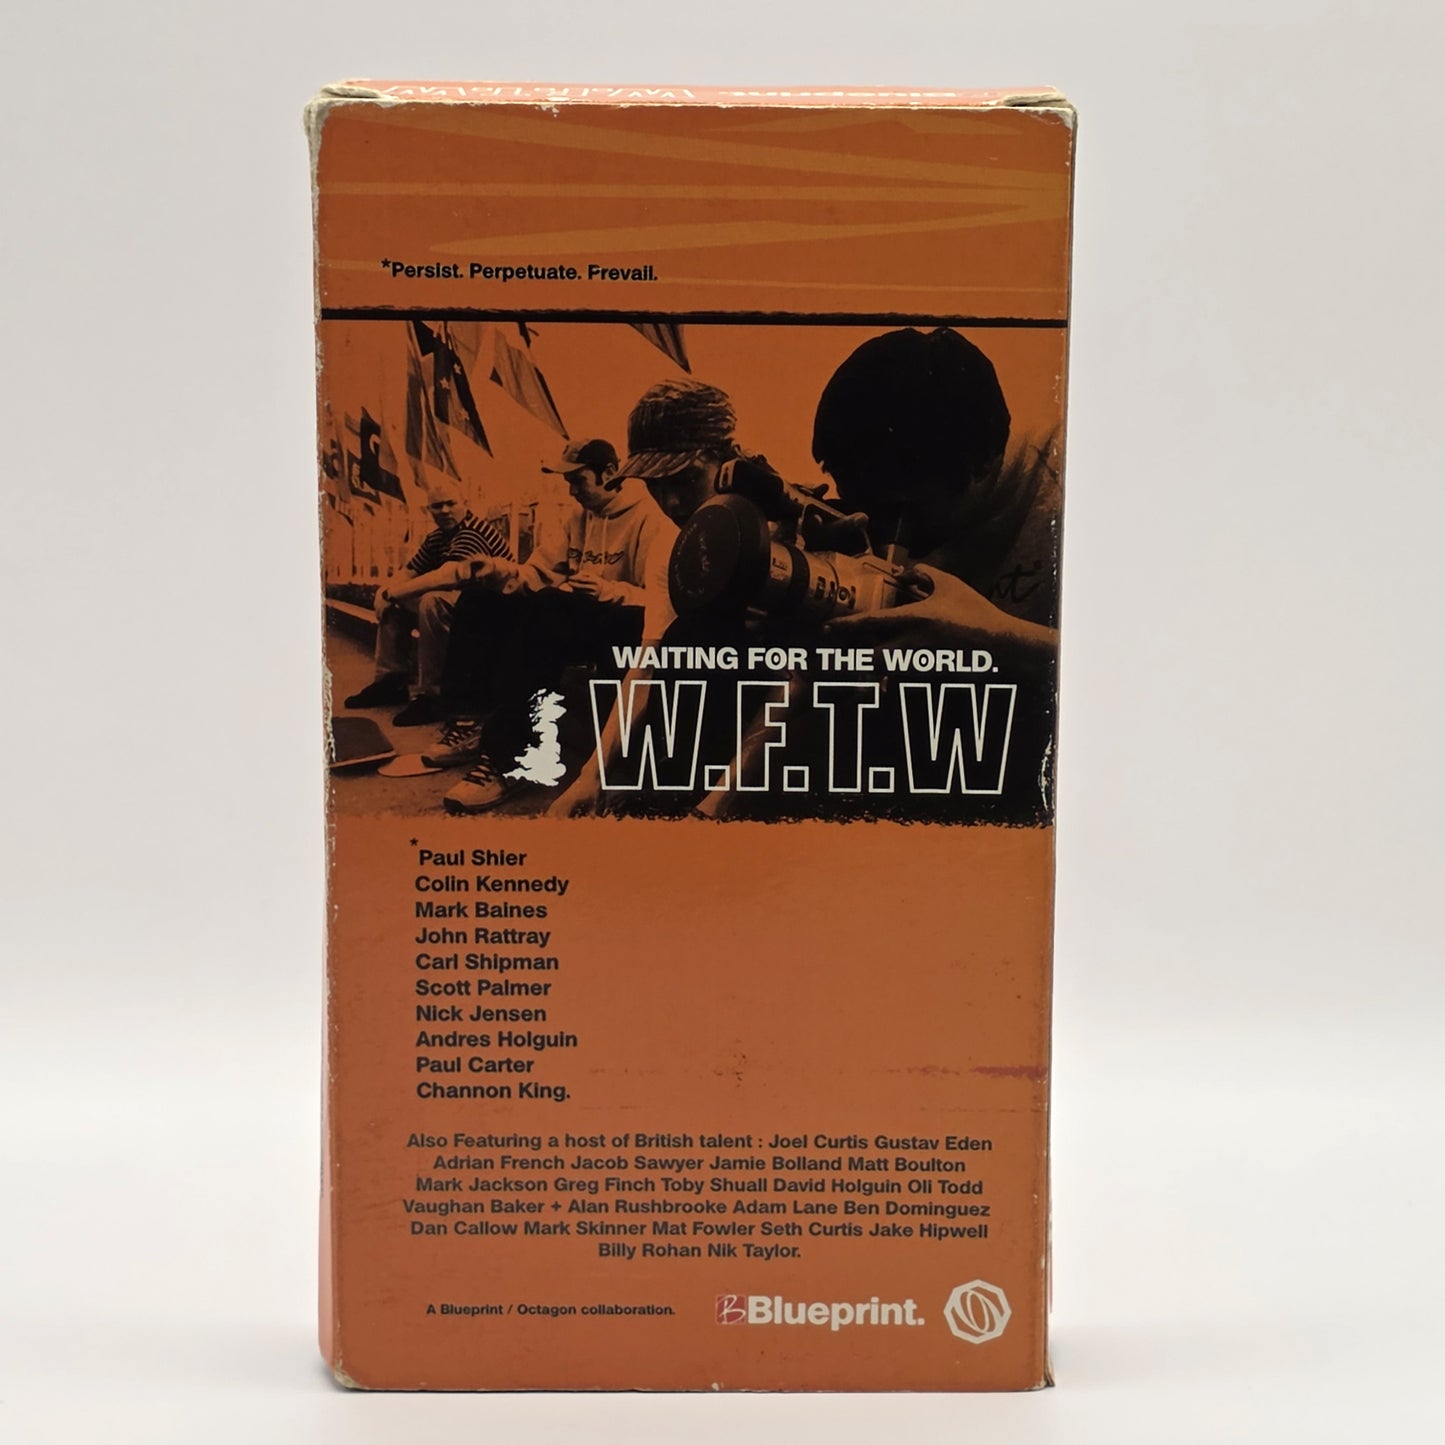 *Persist. Perpetuate. Prevail.
WAITING FOR THE WORLD.
W.F.T.W
*Paul Shier
Colin Kennedy
Mark Baines
John Rattray
Carl Shipman
Scott Palmer
Nick Jensen
Andres Holguin
Paul Carter
Channon King.
Also Featuring a host of British talent : Joel Curtis Gustav Eden
Adrian French Jacob Sawyer Jamie Bolland Matt Boulton
Mark Jackson Greg Finch Toby Shuall David Holguin Oli Todd
Vaughan Baker + Alan Rushbrooke Adam Lane Ben Dominguez
Dan Callow Mark Skinner Mat Fowler Seth Curtis Jake Hipwell
Billy Rohan Nik Taylor.
A Blueprint / Octagon collaboration.
B Blueprint.